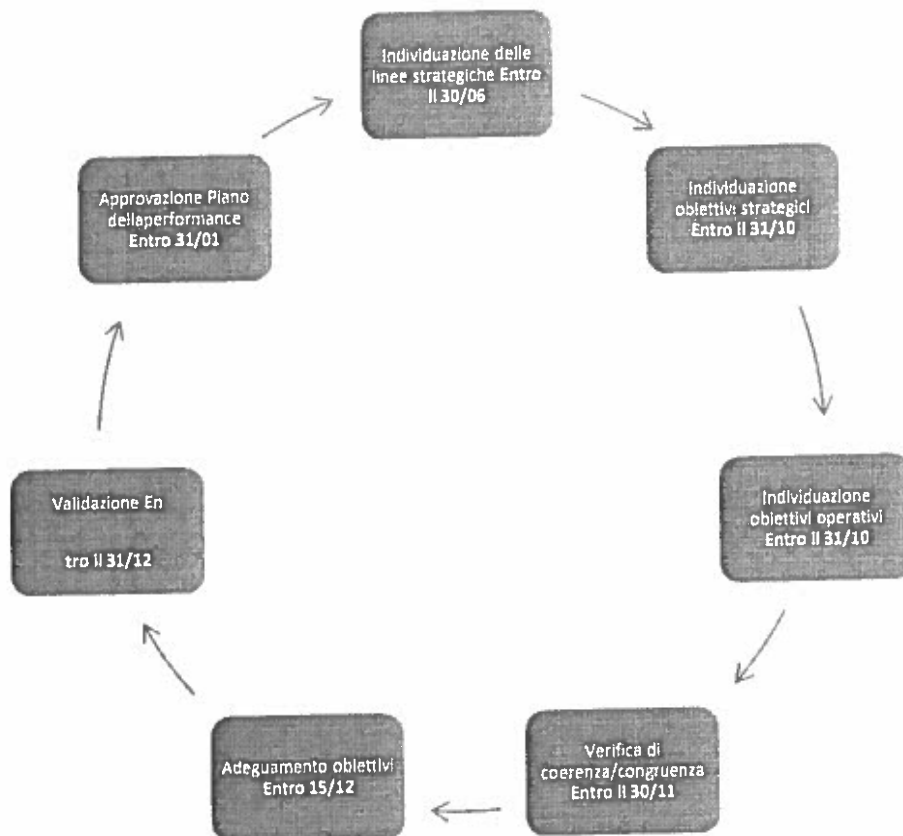 Individuazione delle
linee strategiche Entro
il 30/06
Individuazione
obiettivi strategici
Entro il 31/10
Individuazione
obiettivi operativi
Entro il 31/10
Verifica di
coerenza/congruenza
Entro il 30/11
Adeguamento obiettivi
Entro 15/12
Validazione En
tro il 31/12
Approvazione Piano
dellaperformance
Entro 31/01